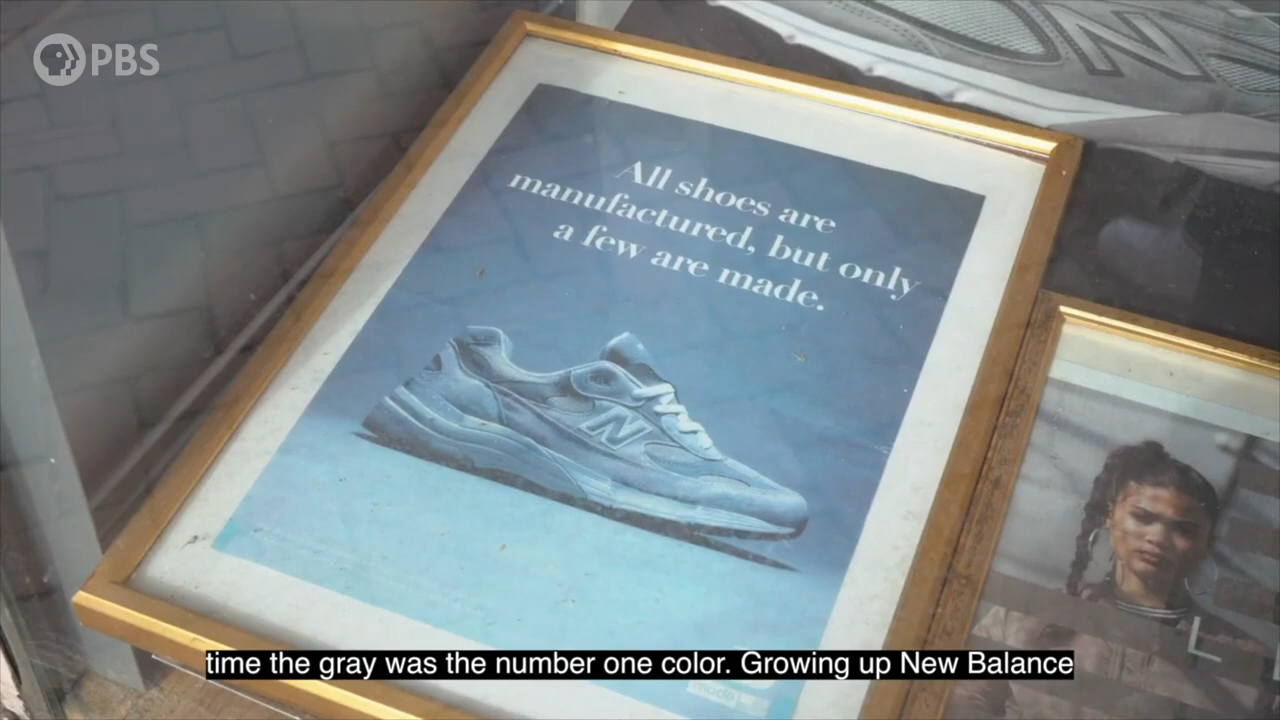 PBS
N
All shoes are
manufactured, but only
a few are made.
N
L
time the gray was the number one color. Growing up New Balance